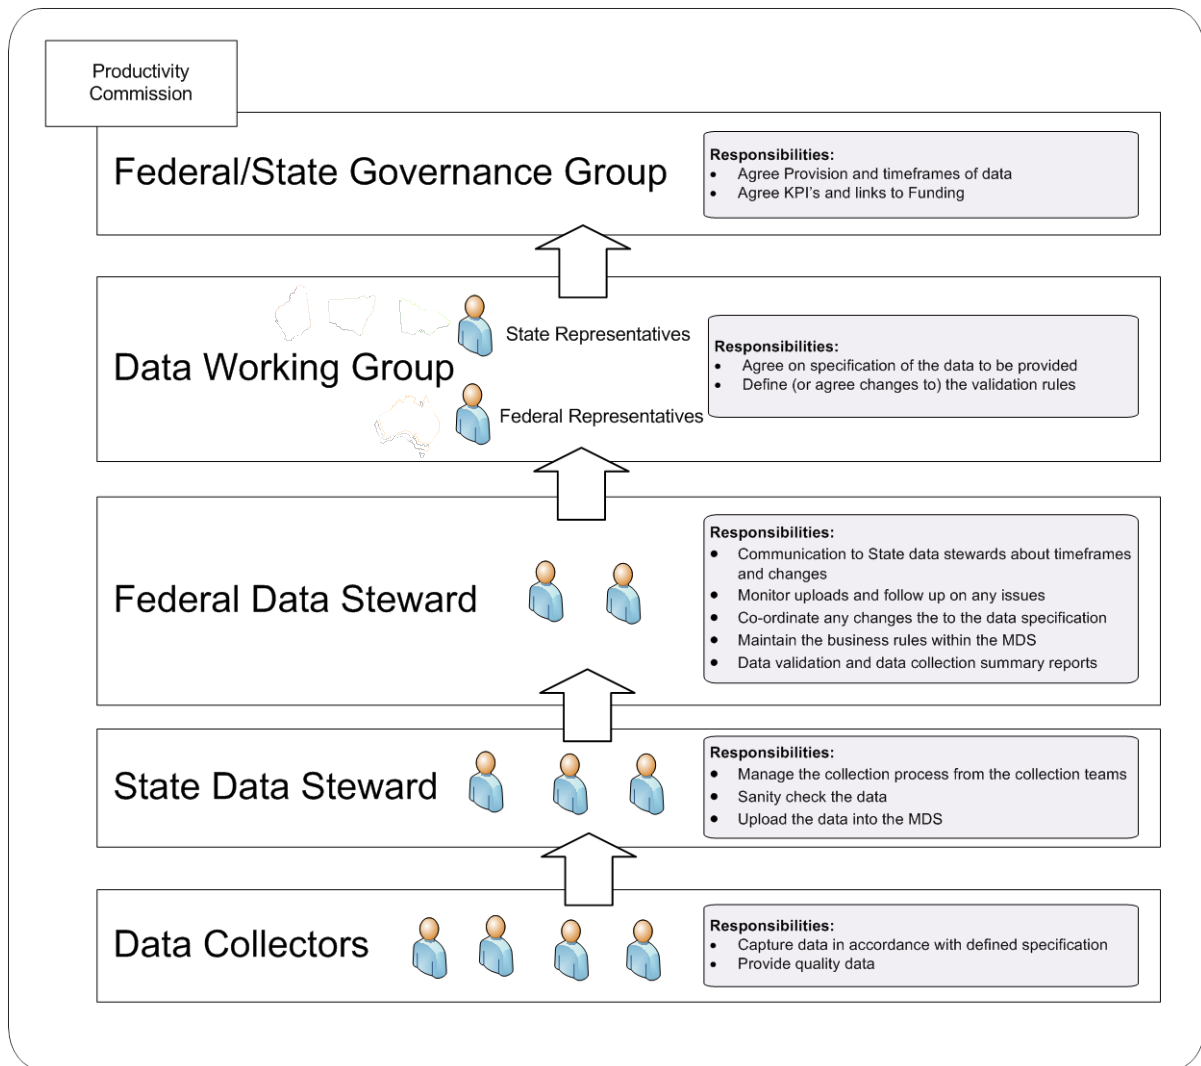 Productivity
Commission
Federal/State Governance Group
Responsibilities:
• Agree Provision and timeframes of data
• Agree KPI's and links to Funding
Data Working Group
State Representatives
Federal Representatives
Responsibilities:
• Agree on specification of the data to be provided
• Define (or agree changes to) the validation rules
Federal Data Steward
Responsibilities:
• Communication to State data stewards about timeframes
and changes
• Monitor uploads and follow up on any issues
• Co-ordinate any changes the to the data specification
• Maintain the business rules within the MDS
• Data validation and data collection summary reports
State Data Steward
Responsibilities:
• Manage the collection process from the collection teams
• Sanity check the data
• Upload the data into the MDS
Data Collectors
Responsibilities:
• Capture data in accordance with defined specification
• Provide quality data